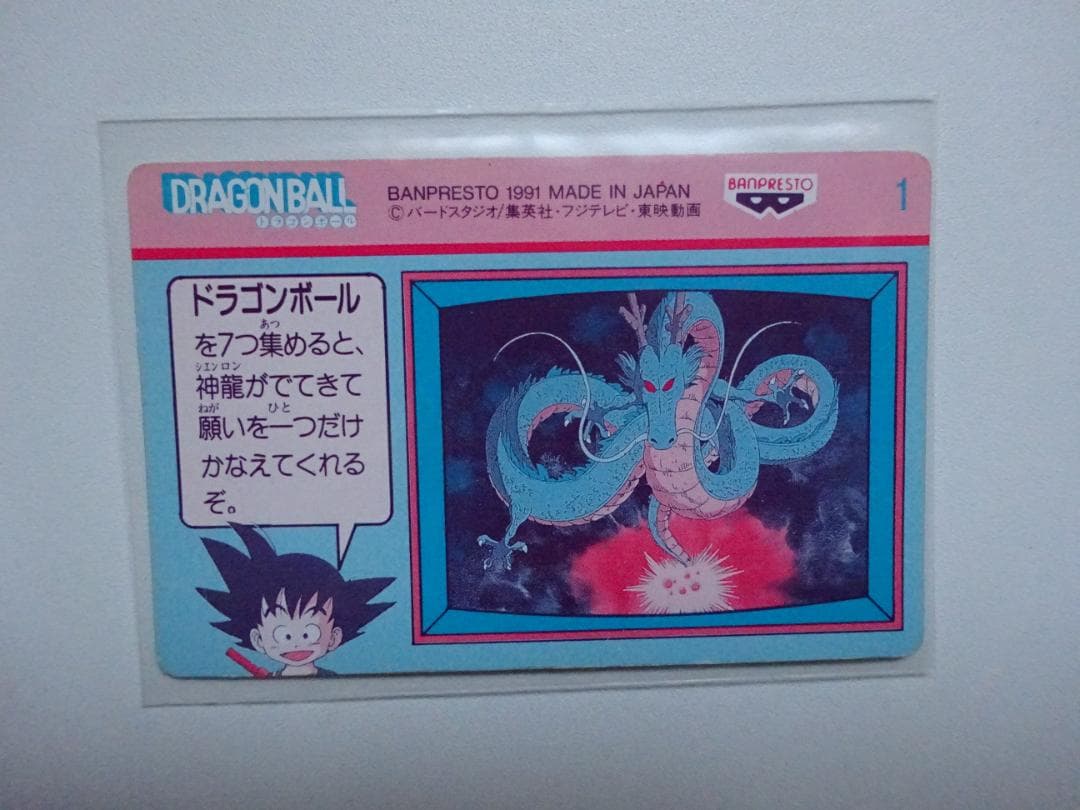 DRAGON BALL
ドラゴンボール
BANPRESTO 1991 MADE IN JAPAN
Ⓒバードスタジオ/集英社・フジテレビ・東映動画
BANPRESTO
1
ドラゴンボール
あつ
を7つ集めると、
シエンロン
神龍がでてきて
ねが ひと
願いを一つだけ
かなえてくれる
ぞ。